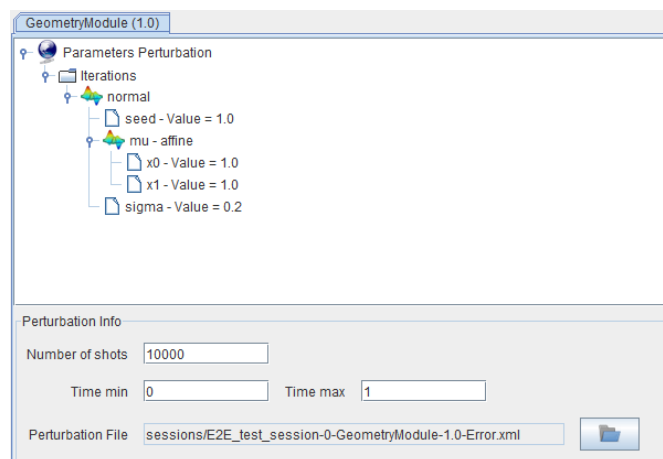 GeometryModule (1.0)
Parameters Perturbation
Iterations
normal
seed - Value = 1.0
mu - affine
x0 - Value = 1.0
x1 - Value = 1.0
sigma - Value = 0.2
Perturbation Info
Number of shots 10000
Time min 0 Time max 1
Perturbation File sessions/E2E_test_session-0-GeometryModule-1.0-Error.xml